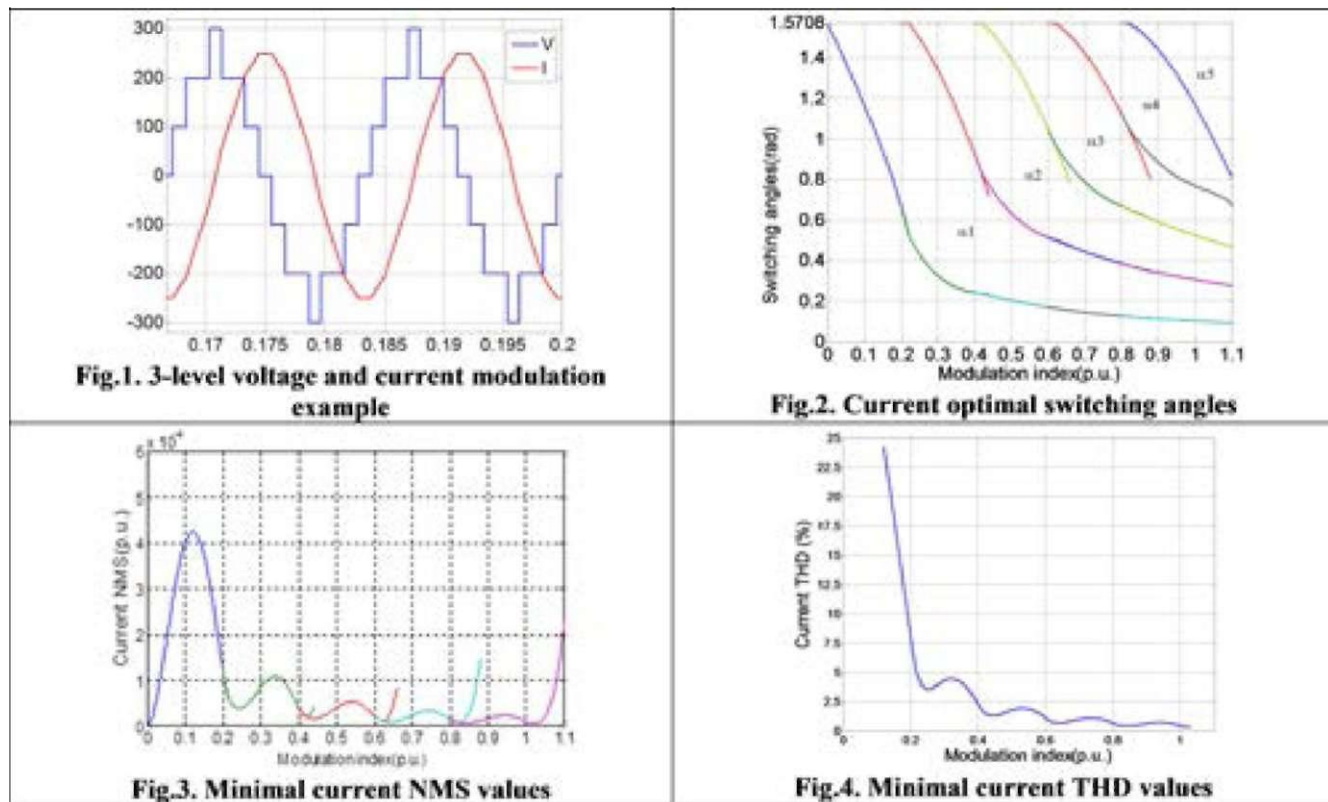 300
200
100
0
-100
-200
-300
V
I
0.17
0.175
0.18
0.185
0.19
0.195
0.2
Fig.1. 3-level voltage and current modulation
example
1.5708
1.4
1.2
1
0.8
0.6
0.4
0.2
0
Switching angles(rad)
α1
α2
α3
α4
α5
0 0.1 0.2 0.3 0.4 0.5 0.6 0.7 0.8 0.9 1 1.1
Modulation index(p.u.)
Fig.2. Current optimal switching angles
x 10⁻⁴
6
5
4
3
2
1
0
Current NMS(p.u.)
0 0.1 0.2 0.3 0.4 0.5 0.6 0.7 0.8 0.9 1 1.1
Modulation index(p.u.)
Fig.3. Minimal current NMS values
25
22.5
20
17.5
15
12.5
10
7.5
5
2.5
0
Current THD (%)
0 0.2 0.4 0.6 0.8 1
Modulation index(p.u.)
Fig.4. Minimal current THD values